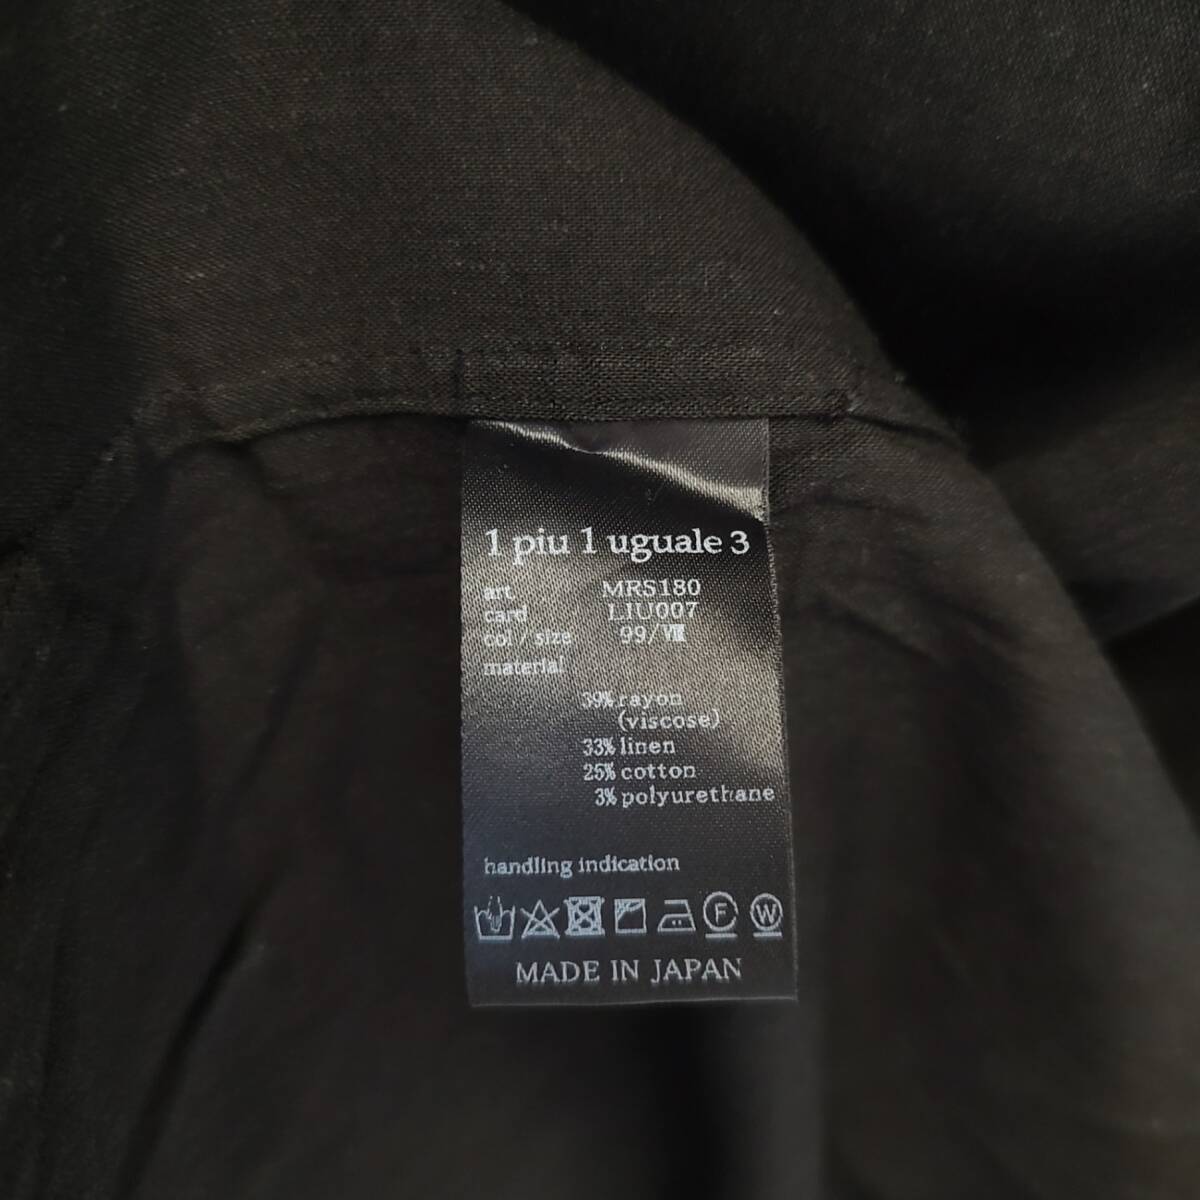 1 piu 1 uguale 3
art MRS180
card LIU007
col / size 99/Ⅷ
material
39% rayon
(viscose)
33% linen
25% cotton
3% polyurethane
handling indication
F W
MADE IN JAPAN